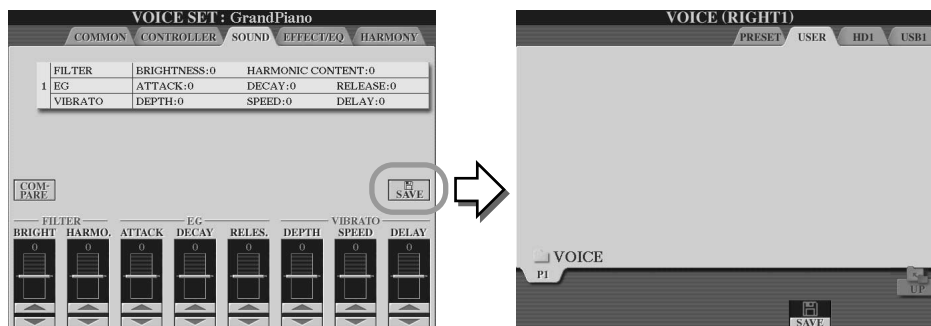 VOICE SET : GrandPiano
COMMON CONTROLLER SOUND EFFECT/EQ HARMONY
1
FILTER BRIGHTNESS:0 HARMONIC CONTENT:0
EG ATTACK:0 DECAY:0 RELEASE:0
VIBRATO DEPTH:0 SPEED:0 DELAY:0
COM-
PARE
SAVE
FILTER EG VIBRATO
BRIGHT HARMO. ATTACK DECAY RELES. DEPTH SPEED DELAY
0 0 0 0 0 0 0 0
VOICE (RIGHT1)
PRESET USER HD1 USB1
VOICE
P1
UP
SAVE